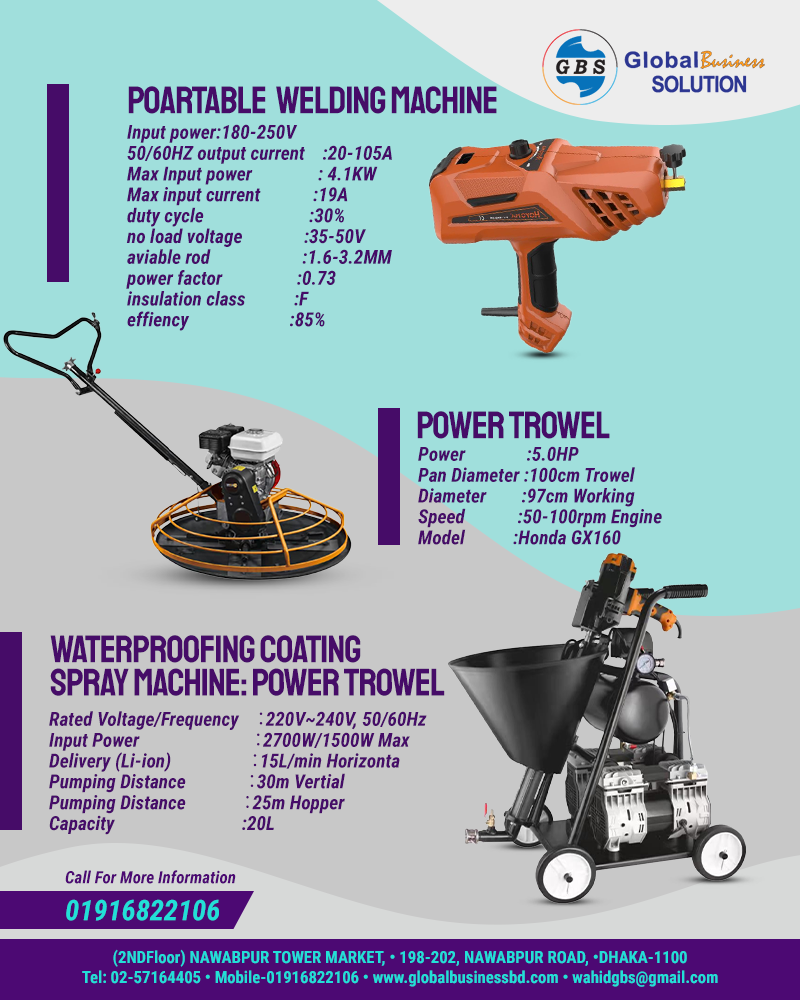 GBS
Global Business
SOLUTION
POARTABLE WELDING MACHINE
Input power:180-250V
50/60HZ output current :20-105A
Max Input power : 4.1KW
Max input current :19A
duty cycle :30%
no load voltage :35-50V
aviable rod :1.6-3.2MM
power factor :0.73
insulation class :F
effiency :85%
POWER TROWEL
Power :5.0HP
Pan Diameter :100cm Trowel
Diameter :97cm Working
Speed :50-100rpm Engine
Model :Honda GX160
WATERPROOFING COATING
SPRAY MACHINE: POWER TROWEL
Rated Voltage/Frequency : 220V~240V, 50/60Hz
Input Power : 2700W/1500W Max
Delivery (Li-ion) : 15L/min Horizonta
Pumping Distance : 30m Vertial
Pumping Distance : 25m Hopper
Capacity :20L
Call For More Information
01916822106
(2NDFloor) NAWABPUR TOWER MARKET, • 198-202, NAWABPUR ROAD, •DHAKA-1100
Tel: 02-57164405 • Mobile-01916822106 • www.globalbusinessbd.com • wahidgbs@gmail.com